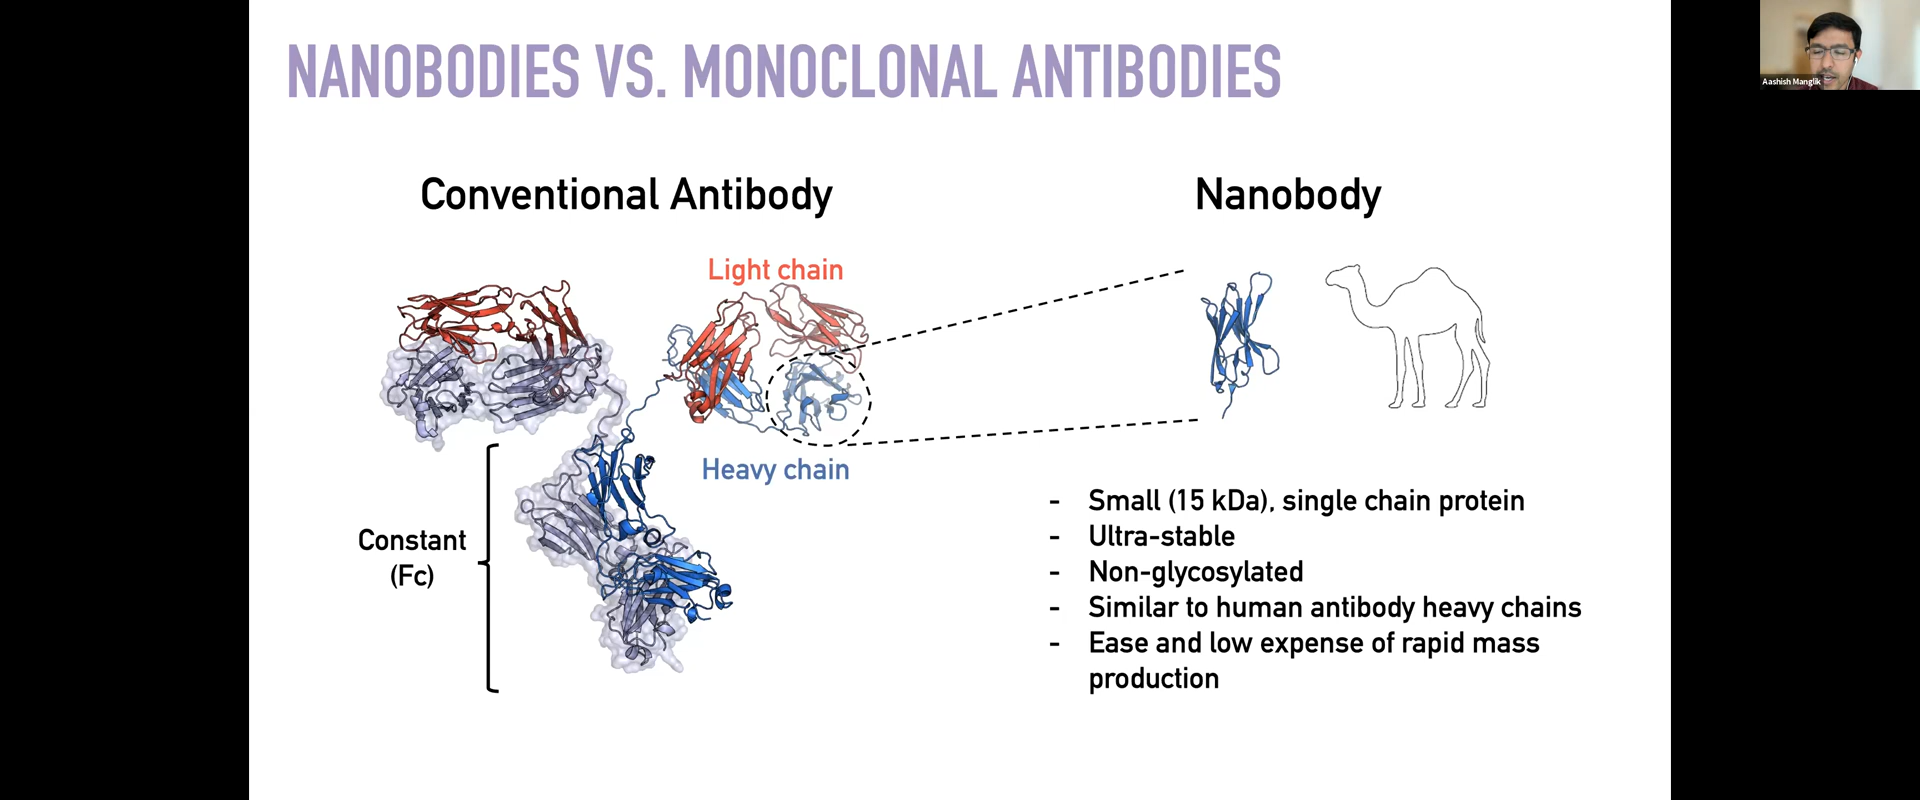 NANOBODIES VS. MONOCLONAL ANTIBODIES
Aashish Manglik
Conventional Antibody
Nanobody
Light chain
Heavy chain
Constant
(Fc)
- Small (15 kDa), single chain protein
- Ultra-stable
- Non-glycosylated
- Similar to human antibody heavy chains
- Ease and low expense of rapid mass
production